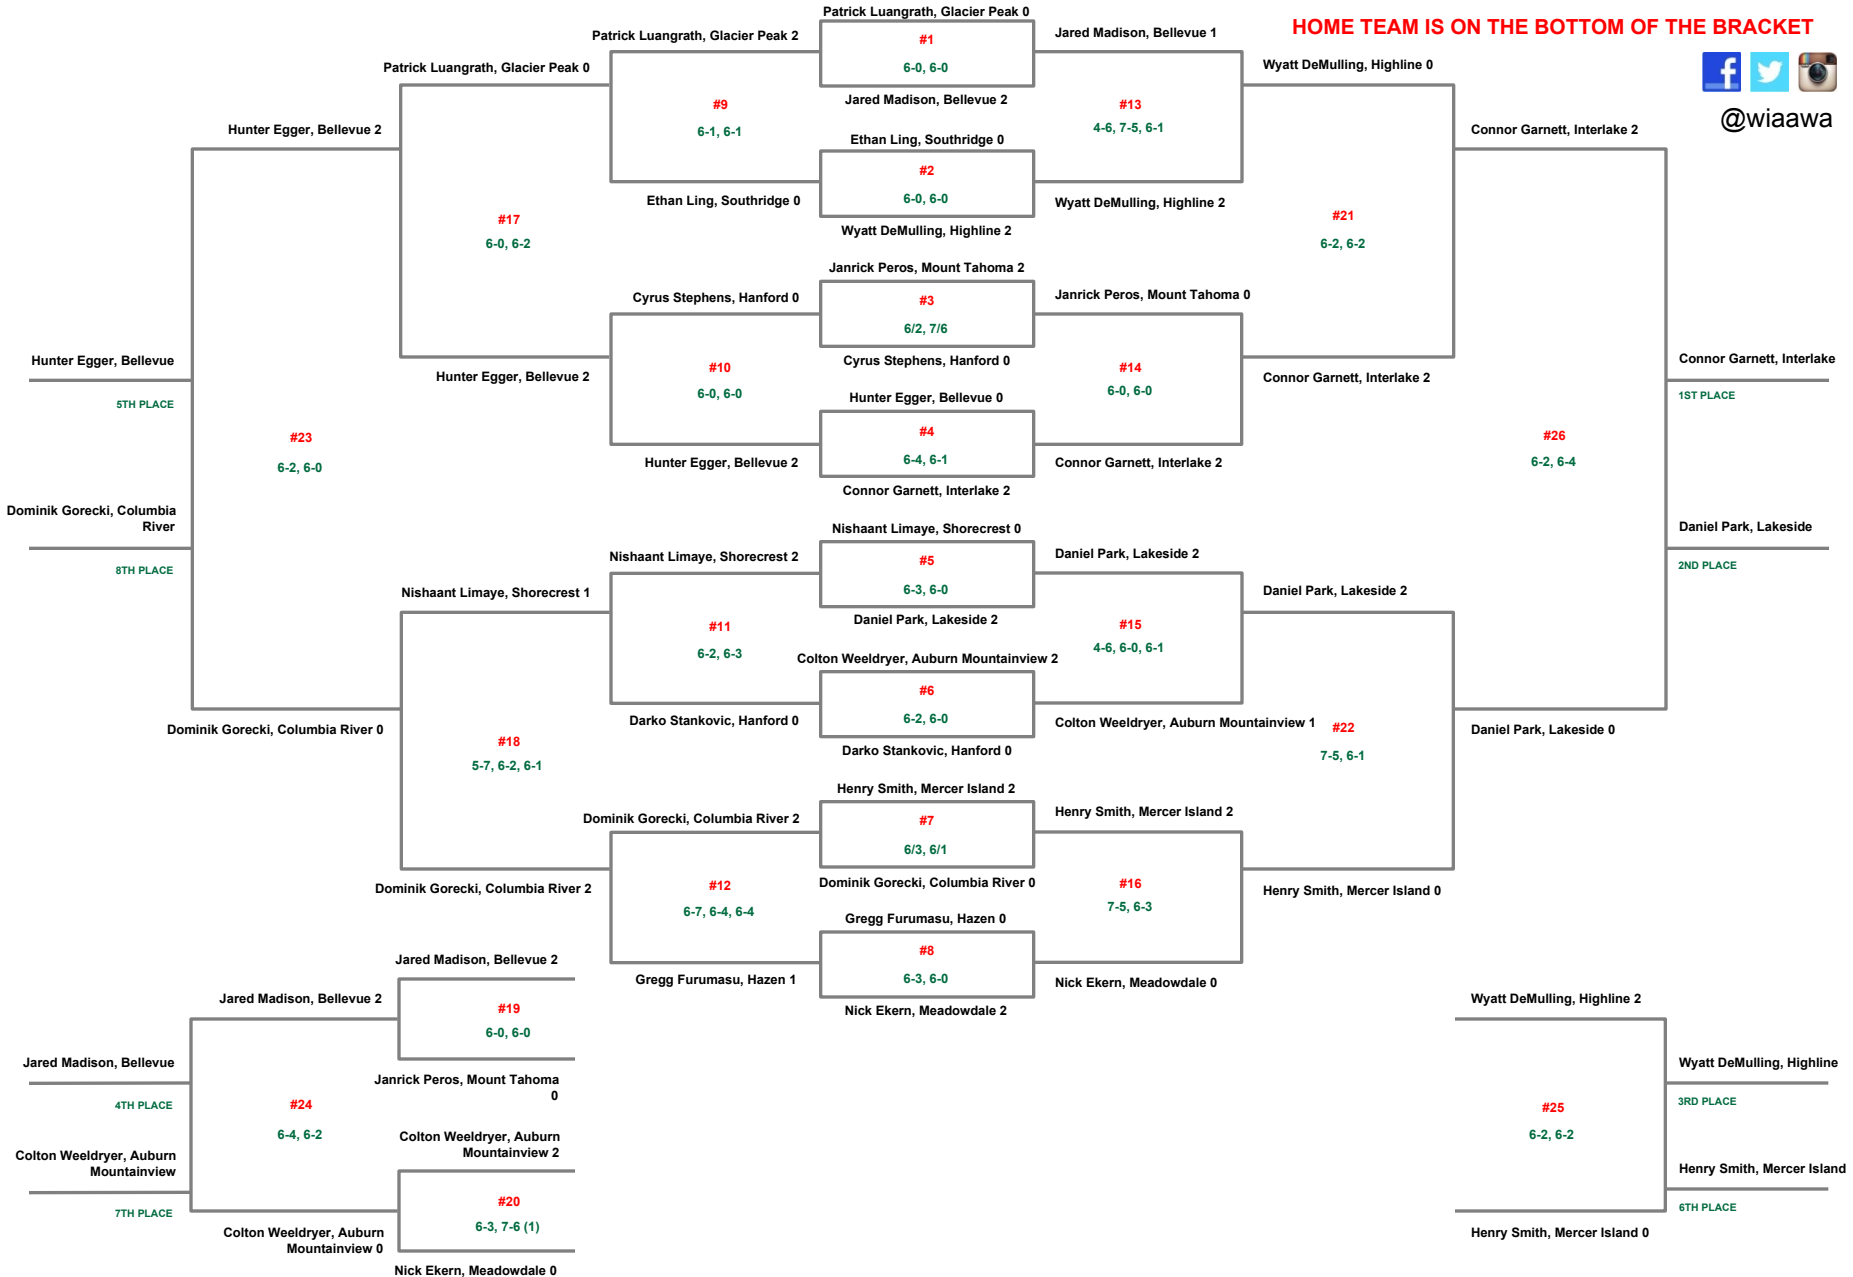 HOME TEAM IS ON THE BOTTOM OF THE BRACKET
@wiaawa
Hunter Egger, Bellevue
5TH PLACE
Dominik Gorecki, Columbia
River
8TH PLACE
Hunter Egger, Bellevue 2
#23
6-2, 6-0
Dominik Gorecki, Columbia River 0
Patrick Luangrath, Glacier Peak 0
#17
6-0, 6-2
Hunter Egger, Bellevue 2
Nishaant Limaye, Shorecrest 1
#18
5-7, 6-2, 6-1
Dominik Gorecki, Columbia River 2
Patrick Luangrath, Glacier Peak 2
#9
6-1, 6-1
Ethan Ling, Southridge 0
Cyrus Stephens, Hanford 0
#10
6-0, 6-0
Hunter Egger, Bellevue 2
Nishaant Limaye, Shorecrest 2
#11
6-2, 6-3
Darko Stankovic, Hanford 0
Dominik Gorecki, Columbia River 2
#12
6-7, 6-4, 6-4
Gregg Furumasu, Hazen 1
Patrick Luangrath, Glacier Peak 0
#1
6-0, 6-0
Jared Madison, Bellevue 2
Ethan Ling, Southridge 0
#2
6-0, 6-0
Wyatt DeMulling, Highline 2
Janrick Peros, Mount Tahoma 2
#3
6/2, 7/6
Cyrus Stephens, Hanford 0
Hunter Egger, Bellevue 0
#4
6-4, 6-1
Connor Garnett, Interlake 2
Nishaant Limaye, Shorecrest 0
#5
6-3, 6-0
Daniel Park, Lakeside 2
Colton Weeldryer, Auburn Mountainview 2
#6
6-2, 6-0
Darko Stankovic, Hanford 0
Henry Smith, Mercer Island 2
#7
6/3, 6/1
Dominik Gorecki, Columbia River 0
Gregg Furumasu, Hazen 0
#8
6-3, 6-0
Nick Ekern, Meadowdale 2
Jared Madison, Bellevue 1
#13
4-6, 7-5, 6-1
Wyatt DeMulling, Highline 2
Janrick Peros, Mount Tahoma 0
#14
6-0, 6-0
Connor Garnett, Interlake 2
Daniel Park, Lakeside 2
#15
4-6, 6-0, 6-1
Colton Weeldryer, Auburn Mountainview 1
Henry Smith, Mercer Island 2
#16
7-5, 6-3
Nick Ekern, Meadowdale 0
Wyatt DeMulling, Highline 0
#21
6-2, 6-2
Connor Garnett, Interlake 2
Daniel Park, Lakeside 2
#22
7-5, 6-1
Henry Smith, Mercer Island 0
Connor Garnett, Interlake 2
#26
6-2, 6-4
Daniel Park, Lakeside 0
Connor Garnett, Interlake
1ST PLACE
Daniel Park, Lakeside
2ND PLACE
Jared Madison, Bellevue
4TH PLACE
Colton Weeldryer, Auburn
Mountainview
7TH PLACE
Jared Madison, Bellevue 2
#24
6-4, 6-2
Colton Weeldryer, Auburn
Mountainview 0
Jared Madison, Bellevue 2
#19
6-0, 6-0
Janrick Peros, Mount Tahoma
0
Colton Weeldryer, Auburn
Mountainview 2
#20
6-3, 7-6 (1)
Nick Ekern, Meadowdale 0
Wyatt DeMulling, Highline 2
#25
6-2, 6-2
Henry Smith, Mercer Island 0
Wyatt DeMulling, Highline
3RD PLACE
Henry Smith, Mercer Island
6TH PLACE